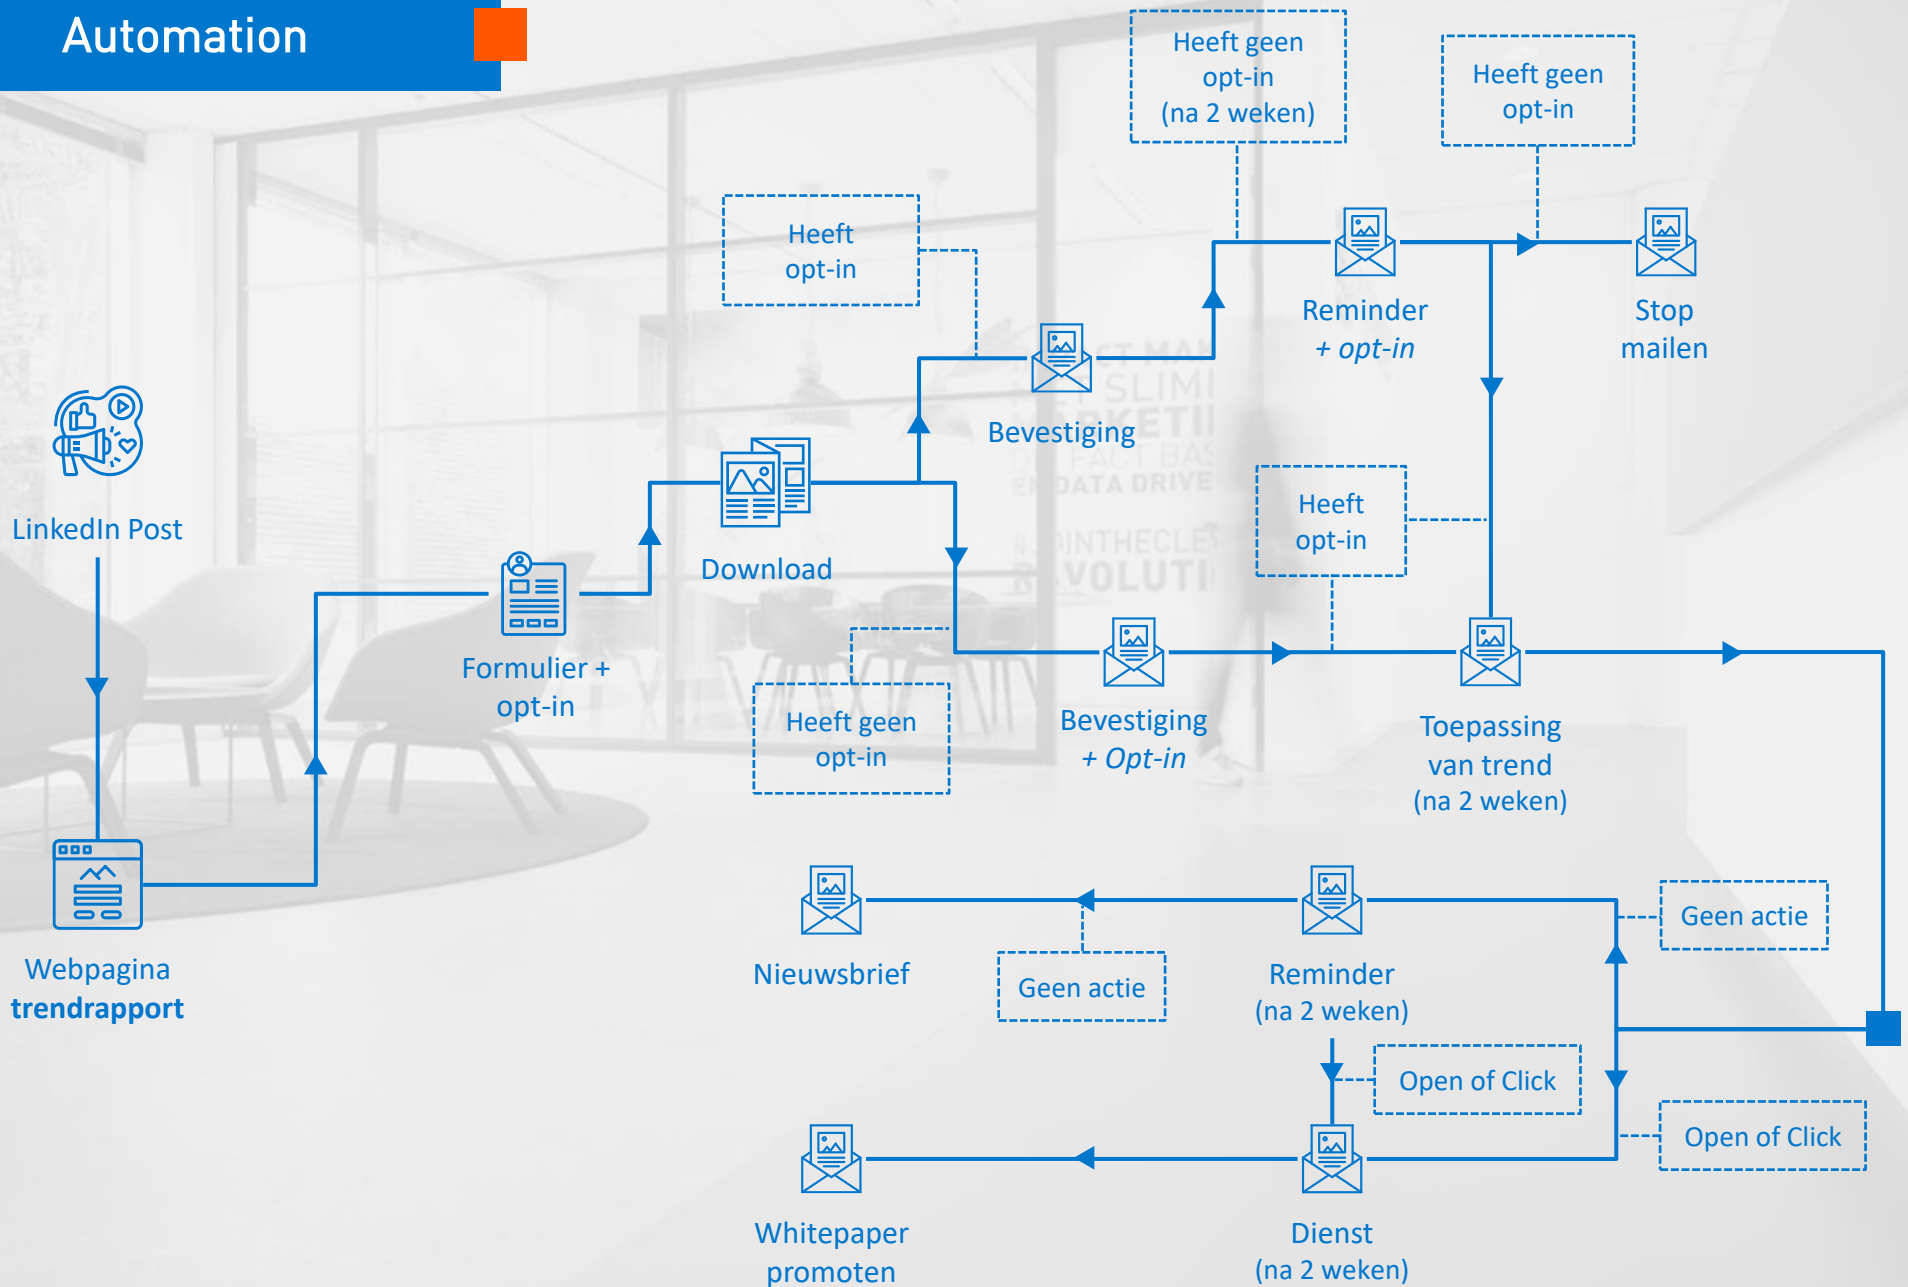 Automation
Heeft geen
opt-in
(na 2 weken)
Heeft geen
opt-in
Heeft
opt-in
Reminder
+ opt-in
Stop
mailen
Bevestiging
LinkedIn Post
Download
Heeft
opt-in
Formulier +
opt-in
Heeft geen
opt-in
Bevestiging
+ Opt-in
Toepassing
van trend
(na 2 weken)
Webpagina
trendrapport
Nieuwsbrief
Geen actie
Reminder
(na 2 weken)
Geen actie
Open of Click
Open of Click
Whitepaper
promoten
Dienst
(na 2 weken)
DATA DRIVE